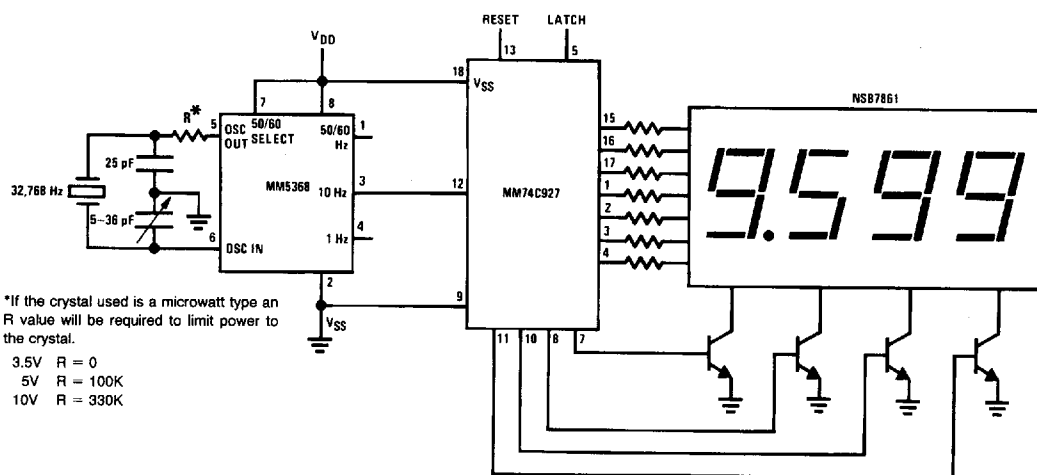 RESET LATCH
VDD
13 5
18 VSS
7 8
R*
5 OSC OUT
50/60 SELECT
50/60 Hz 1
25 pF
32,768 Hz
MM5368
10 Hz 3
12
MM74C927
5–36 pF
4
1 Hz
6 OSC IN
2
VSS
9
15
16
17
1
2
3
4
NSB7861
9.599
11 10 8 7
*If the crystal used is a microwatt type an
R value will be required to limit power to
the crystal.
3.5V R = 0
5V R = 100K
10V R = 330K